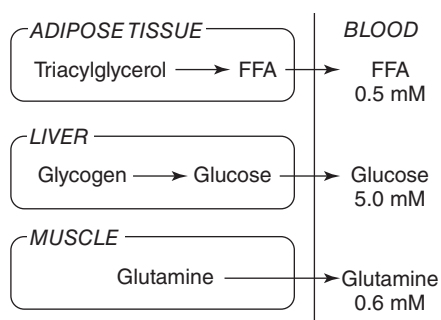 ADIPOSE TISSUE BLOOD
Triacylglycerol FFA FFA
0.5 mM
LIVER
Glycogen Glucose Glucose
5.0 mM
MUSCLE
Glutamine Glutamine
0.6 mM